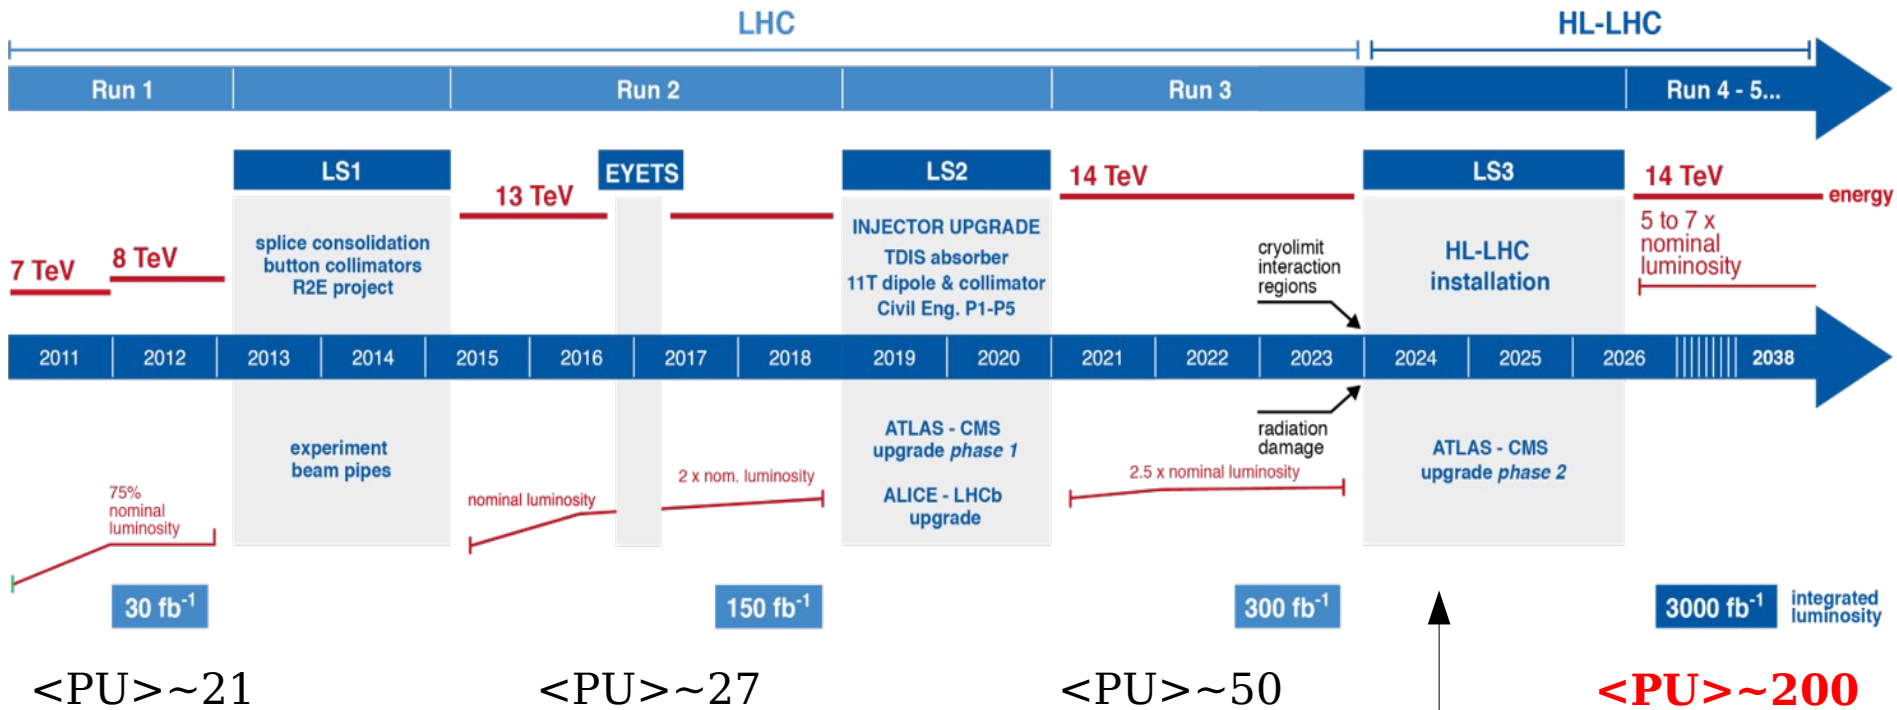 LHC
HL-LHC
Run 1
Run 2
Run 3
Run 4 - 5...
LS1
EYETS
LS2
LS3
7 TeV
8 TeV
13 TeV
14 TeV
14 TeV
energy
splice consolidation
button collimators
R2E project
INJECTOR UPGRADE
TDIS absorber
11T dipole & collimator
Civil Eng. P1-P5
cryolimit
interaction
regions
HL-LHC
installation
5 to 7 x
nominal
luminosity
2011
2012
2013
2014
2015
2016
2017
2018
2019
2020
2021
2022
2023
2024
2025
2026
2038
75%
nominal
luminosity
experiment
beam pipes
nominal luminosity
2 x nom. luminosity
ATLAS - CMS
upgrade phase 1
ALICE - LHCb
upgrade
radiation
damage
2.5 x nominal luminosity
ATLAS - CMS
upgrade phase 2
30 fb⁻¹
150 fb⁻¹
300 fb⁻¹
3000 fb⁻¹
integrated
luminosity
<PU>~21
<PU>~27
<PU>~50
<PU>~200